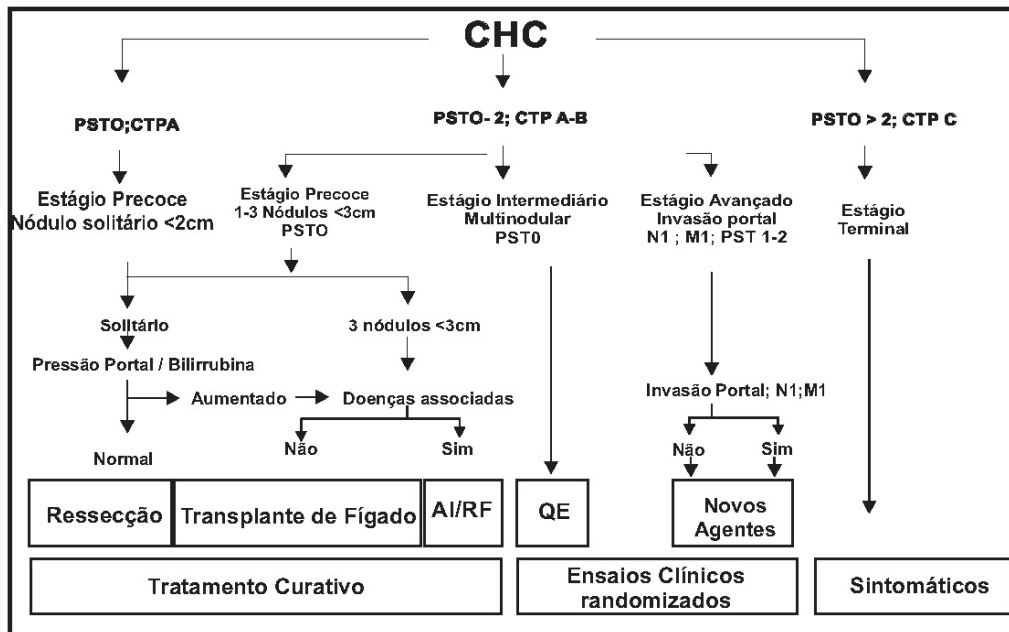 CHC
PSTO;CTPA
PSTO- 2; CTP A-B
PSTO > 2; CTP C
Estágio Precoce
Nódulo solitário <2cm
Estágio Precoce
1-3 Nódulos <3cm
PSTO
Estágio Intermediário
Multinodular
PST0
Estágio Avançado
Invasão portal
N1 ; M1; PST 1-2
Estágio
Terminal
Solitário
3 nódulos <3cm
Pressão Portal / Bilirrubina
Aumentado
Doenças associadas
Invasão Portal; N1;M1
Normal
Não
Sim
Não
Sim
Ressecção
Transplante de Fígado
AI/RF
QE
Novos
Agentes
Tratamento Curativo
Ensaios Clínicos
randomizados
Sintomáticos